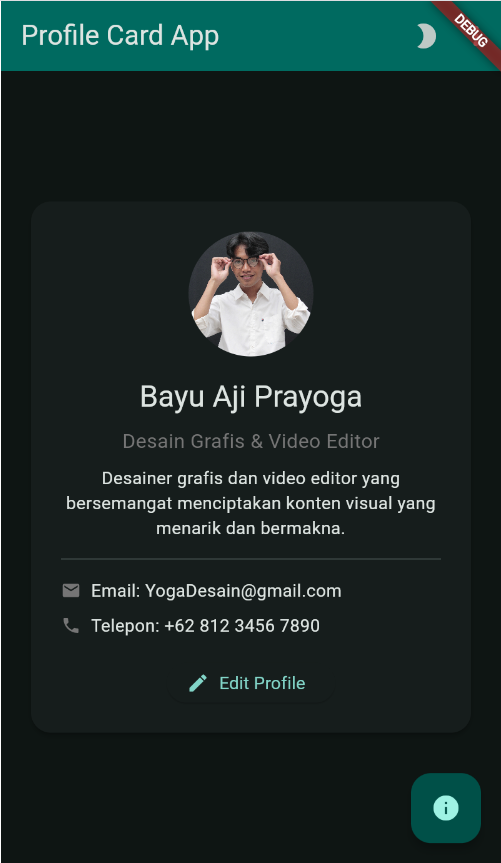 Profile Card App
DEBUG
Bayu Aji Prayoga
Desain Grafis & Video Editor
Desainer grafis dan video editor yang
bersemangat menciptakan konten visual yang
menarik dan bermakna.
Email: YogaDesain@gmail.com
Telepon: +62 812 3456 7890
Edit Profile